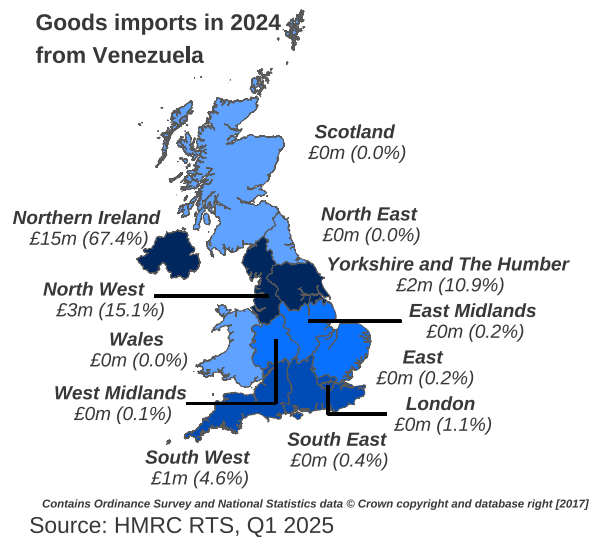 Goods imports in 2024
from Venezuela
Scotland
£0m (0.0%)
Northern Ireland
£15m (67.4%)
North East
£0m (0.0%)
Yorkshire and The Humber
£2m (10.9%)
North West
£3m (15.1%)
East Midlands
£0m (0.2%)
Wales
£0m (0.0%)
East
£0m (0.2%)
West Midlands
£0m (0.1%)
London
£0m (1.1%)
South East
£0m (0.4%)
South West
£1m (4.6%)
Contains Ordinance Survey and National Statistics data © Crown copyright and database right [2017]
Source: HMRC RTS, Q1 2025